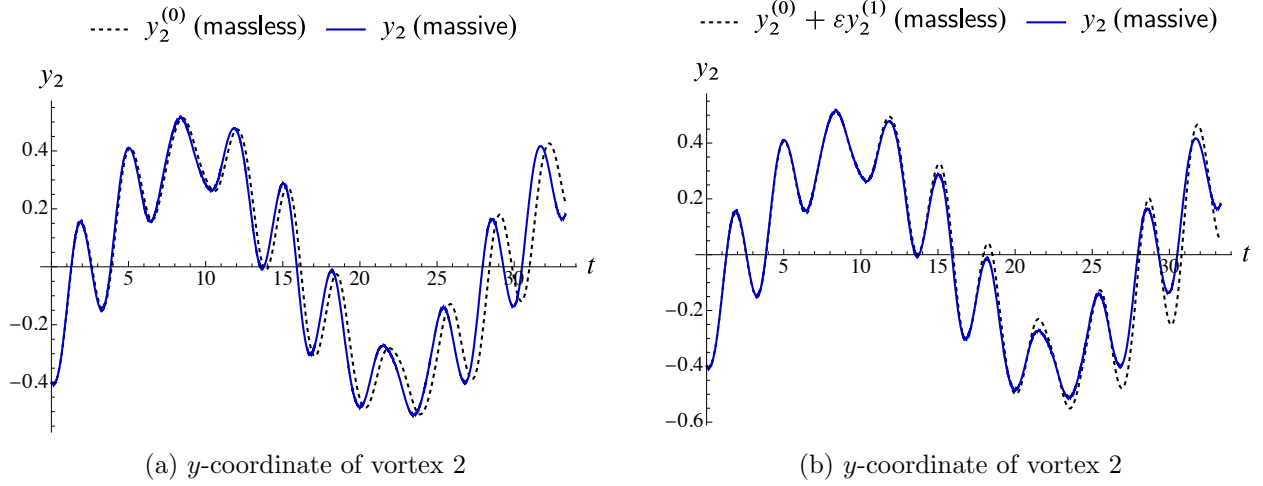 y₂⁽⁰⁾ (massless) y₂ (massive)
y₂
0.4
0.2
−0.2
−0.4
5 10 15 20 25 30 t
(a) y-coordinate of vortex 2
y₂⁽⁰⁾ + εy₂⁽¹⁾ (massless) y₂ (massive)
y₂
0.4
0.2
−0.2
−0.4
−0.6
5 10 15 20 25 30 t
(b) y-coordinate of vortex 2